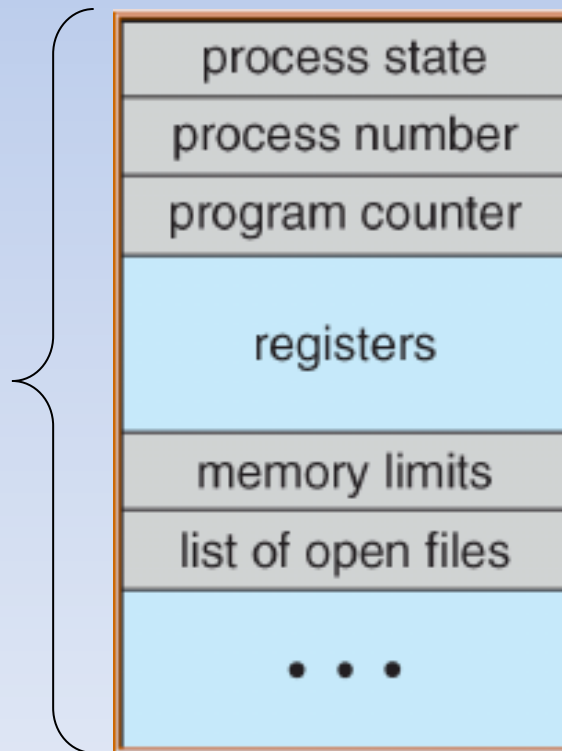 process state
process number
program counter
registers
memory limits
list of open files
• • •